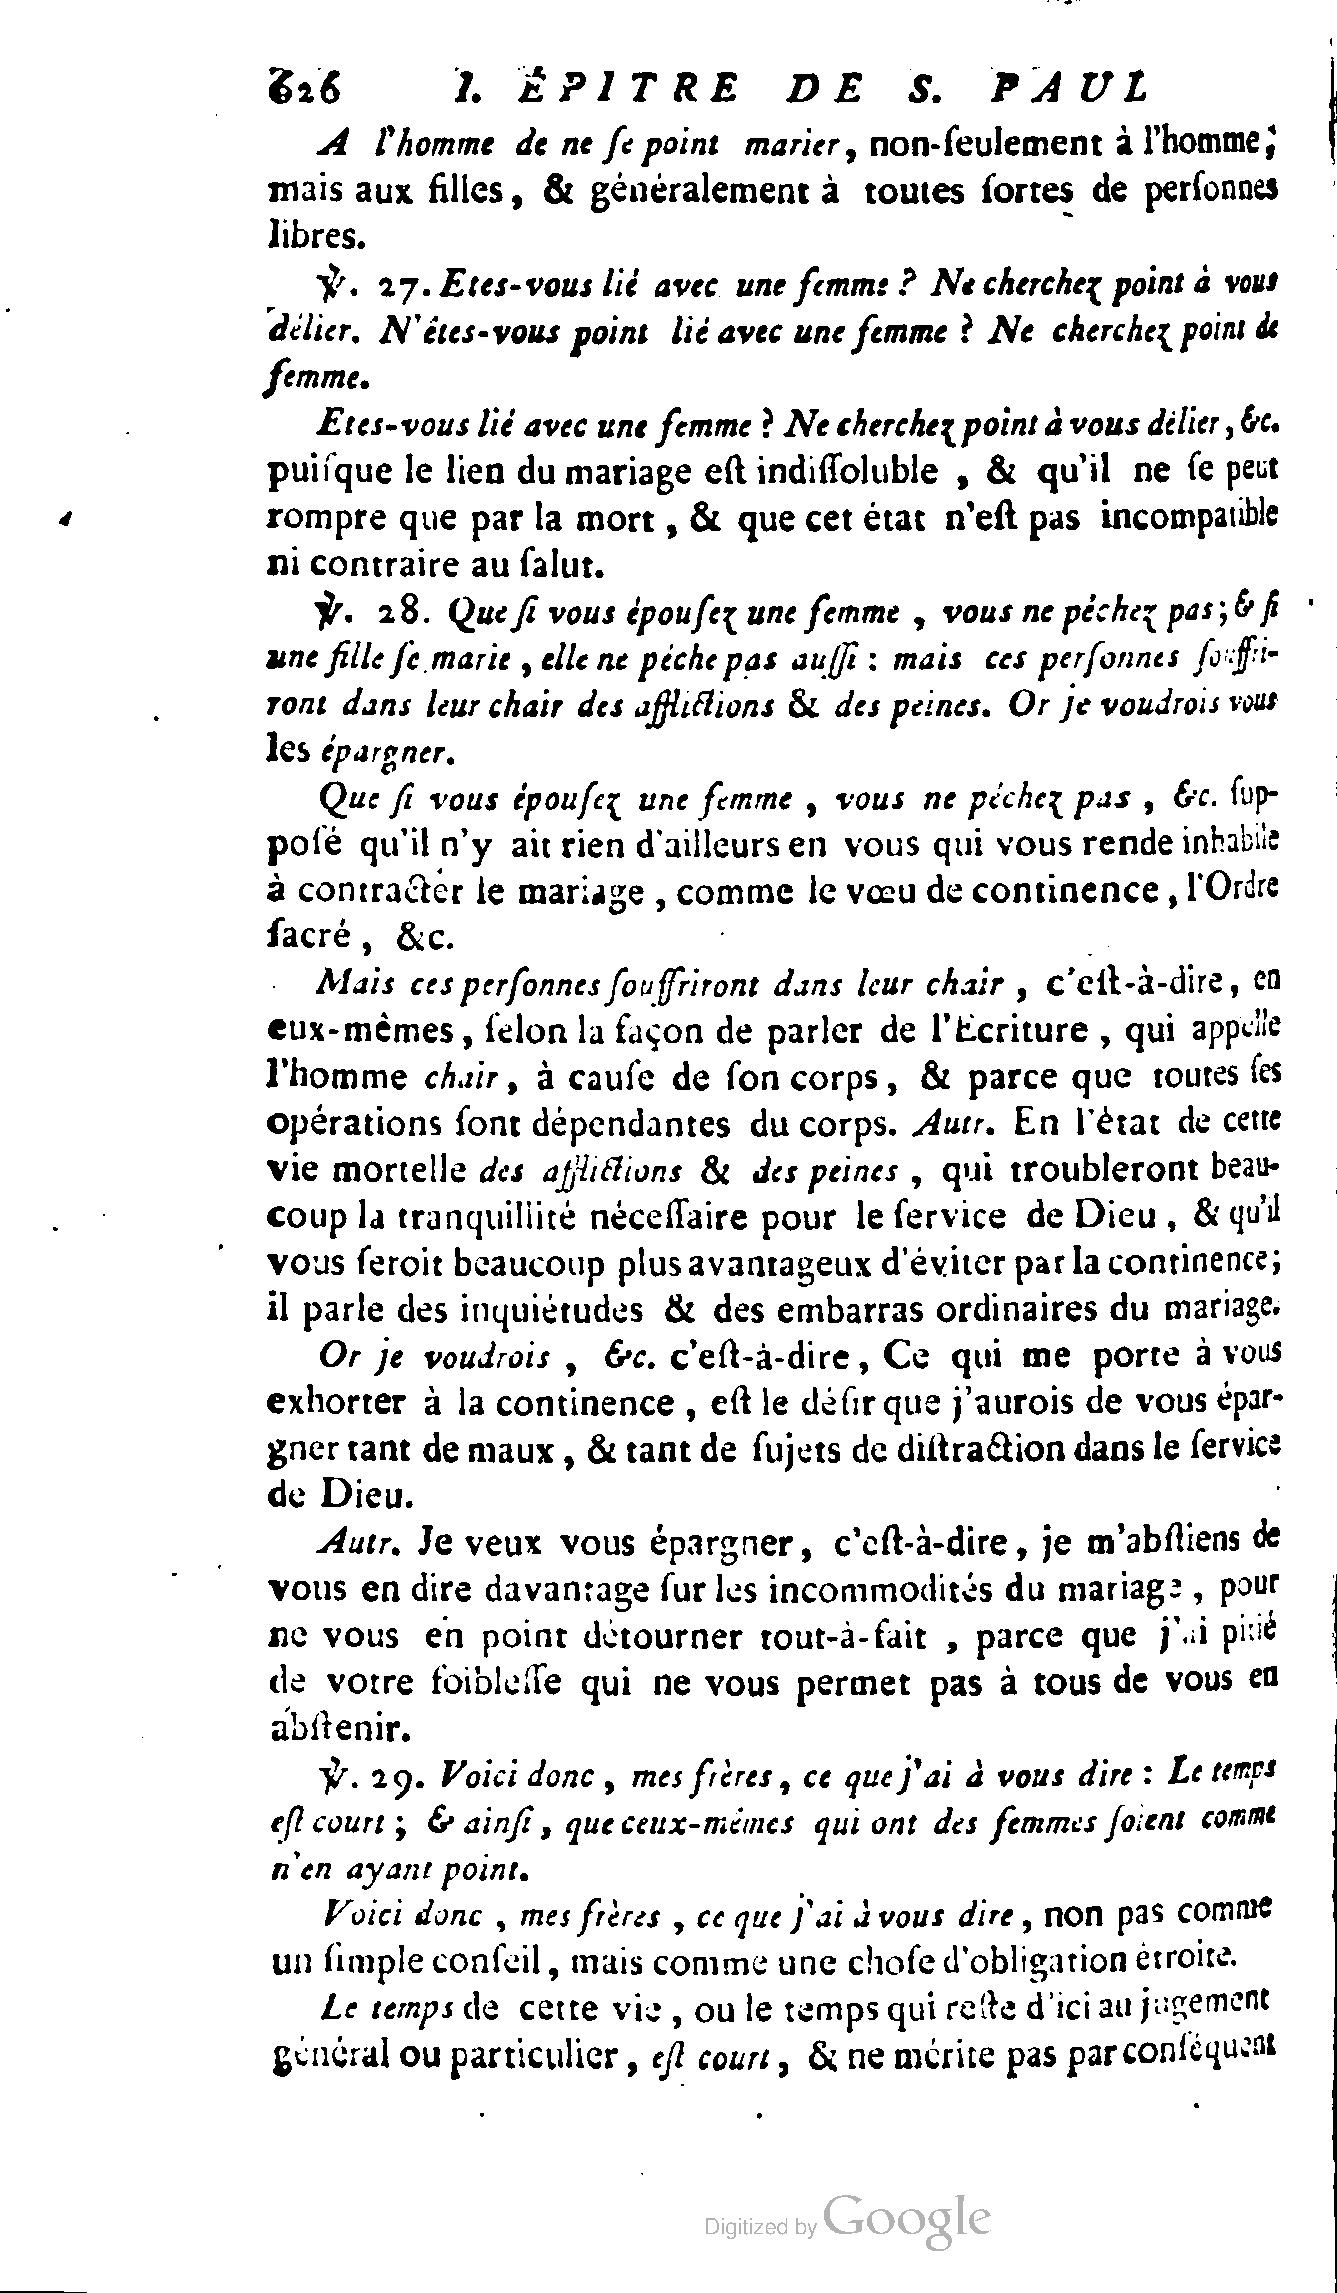 626 I. ÉPITRE DE S. PAUL
A l'homme de ne ſe point marier, non-ſeulement à l'homme;
mais aux filles, & généralement à toutes ſortes de perſonnes
libres.
℣. 27. Etes-vous lié avec une femme ? Ne cherchez point à vous
délier. N'êtes-vous point lié avec une femme ? Ne cherchez point de
femme.
Etes-vous lié avec une femme ? Ne cherchez point à vous délier, &c.
puiſque le lien du mariage eſt indiſſoluble, & qu'il ne ſe peut
rompre que par la mort, & que cet état n'eſt pas incompatible
ni contraire au ſalut.
℣. 28. Que ſi vous épouſez une femme, vous ne péchez pas; & ſi
une fille ſe marie, elle ne péche pas auſſi : mais ces perſonnes ſouffri-
ront dans leur chair des afflictions & des peines. Or je voudrois vous
les épargner.
Que ſi vous épouſez une femme, vous ne péchez pas, &c. ſup-
poſé qu'il n'y ait rien d'ailleurs en vous qui vous rende inhabile
à contracter le mariage, comme le vœu de continence, l'Ordre
ſacré, &c.
Mais ces perſonnes ſouffriront dans leur chair, c'eſt-à-dire, en
eux-mêmes, ſelon la façon de parler de l'Ecriture, qui appelle
l'homme chair, à cauſe de ſon corps, & parce que toutes ſes
opérations ſont dépendantes du corps. Autr. En l'état de cette
vie mortelle des afflictions & des peines, qui troubleront beau-
coup la tranquillité néceſſaire pour le ſervice de Dieu, & qu'il
vous ſeroit beaucoup plus avantageux d'éviter par la continence;
il parle des inquiétudes & des embarras ordinaires du mariage.
Or je voudrois, &c. c'eſt-à-dire, Ce qui me porte à vous
exhorter à la continence, eſt le déſir que j'aurois de vous épar-
gner tant de maux, & tant de ſujets de diſtraction dans le ſervice
de Dieu.
Autr. Je veux vous épargner, c'eſt-à-dire, je m'abſtiens de
vous en dire davantage ſur les incommodités du mariage, pour
ne vous en point détourner tout-à-fait, parce que j'ai pitié
de votre foibleſſe qui ne vous permet pas à tous de vous en
abſtenir.
℣. 29. Voici donc, mes frères, ce que j'ai à vous dire : Le temps
eſt court; & ainſi, que ceux-mêmes qui ont des femmes ſoient comme
n'en ayant point.
Voici donc, mes frères, ce que j'ai à vous dire, non pas comme
un ſimple conſeil, mais comme une choſe d'obligation étroite.
Le temps de cette vie, ou le temps qui reſte d'ici au jugement
général ou particulier, eſt court, & ne mérite pas par conſéquent
Digitized by Google